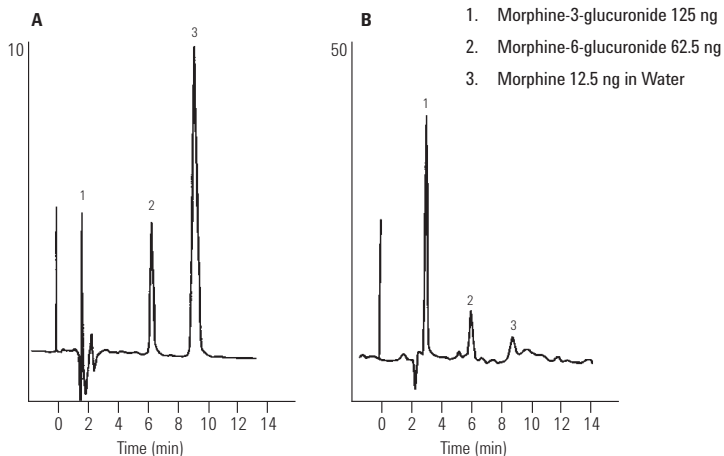 A
10
1
2
3
0 2 4 6 8 10 12 14
Time (min)
B
50
1
2
3
0 2 4 6 8 10 12 14
Time (min)
1. Morphine-3-glucuronide 125 ng
2. Morphine-6-glucuronide 62.5 ng
3. Morphine 12.5 ng in Water